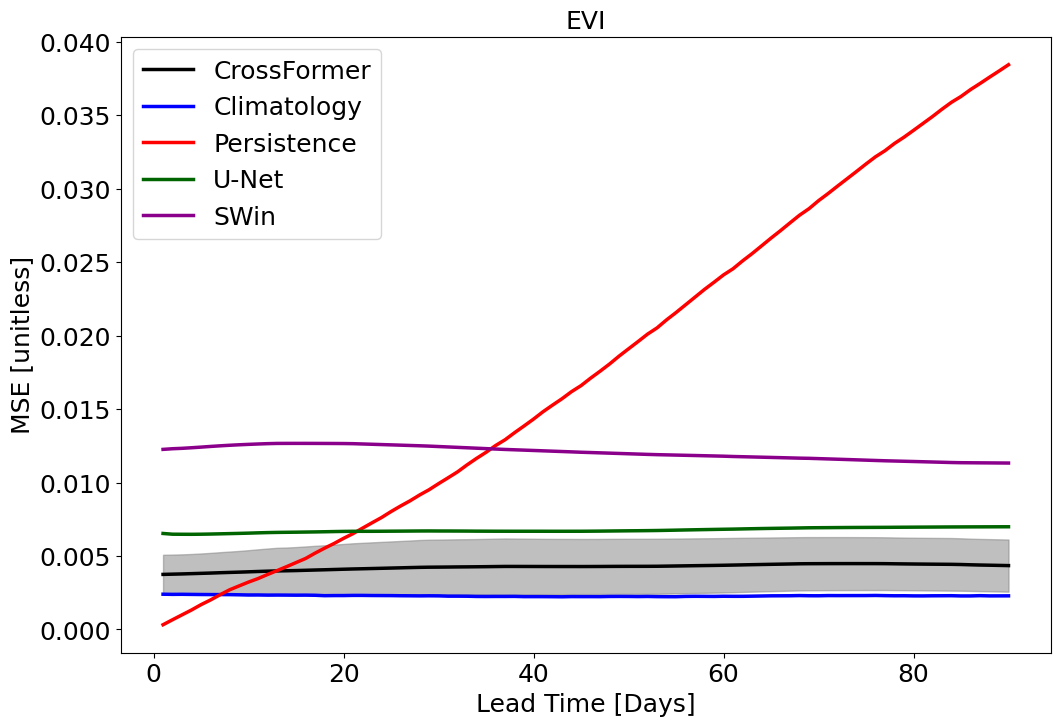 EVI
MSE [unitless]
0.040
0.035
0.030
0.025
0.020
0.015
0.010
0.005
0.000
CrossFormer
Climatology
Persistence
U-Net
SWin
0 20 40 60 80
Lead Time [Days]